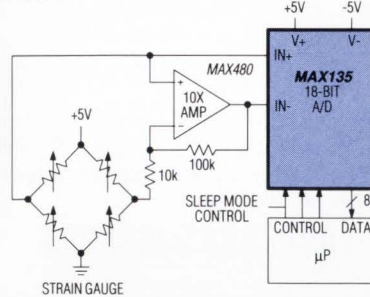 +5V -5V
V+ V-
IN+
MAX480
MAX135
18-BIT
A/D
10X
AMP
+
−
IN-
+5V
100k
10k
SLEEP MODE
CONTROL
8
CONTROL DATA
µP
STRAIN GAUGE